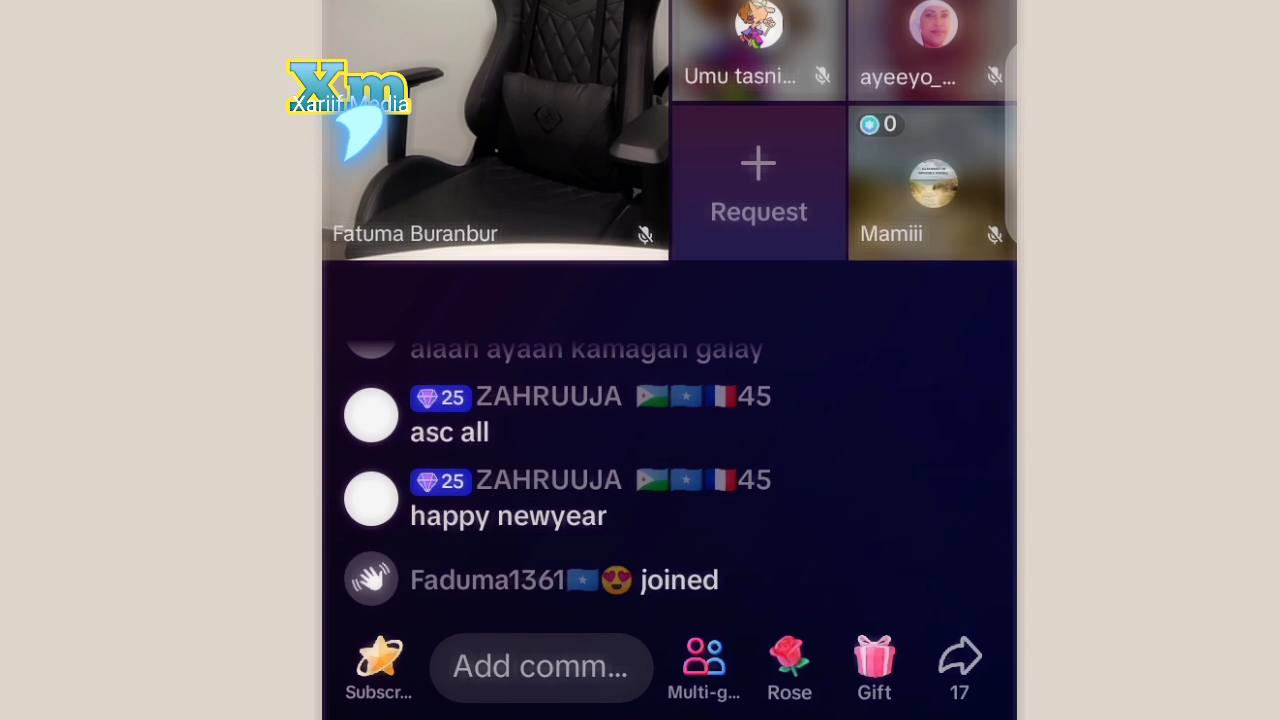 Xm
Xariif Media
Umu tasni...
ayeeyo_...
0
Request
Fatuma Buranbur
Mamiii
alaah ayaan kamagan galay
25 ZAHRUUJA 45
asc all
25 ZAHRUUJA 45
happy newyear
Faduma1361 joined
Add comm...
Subscr...
Multi-g...
Rose
Gift
17